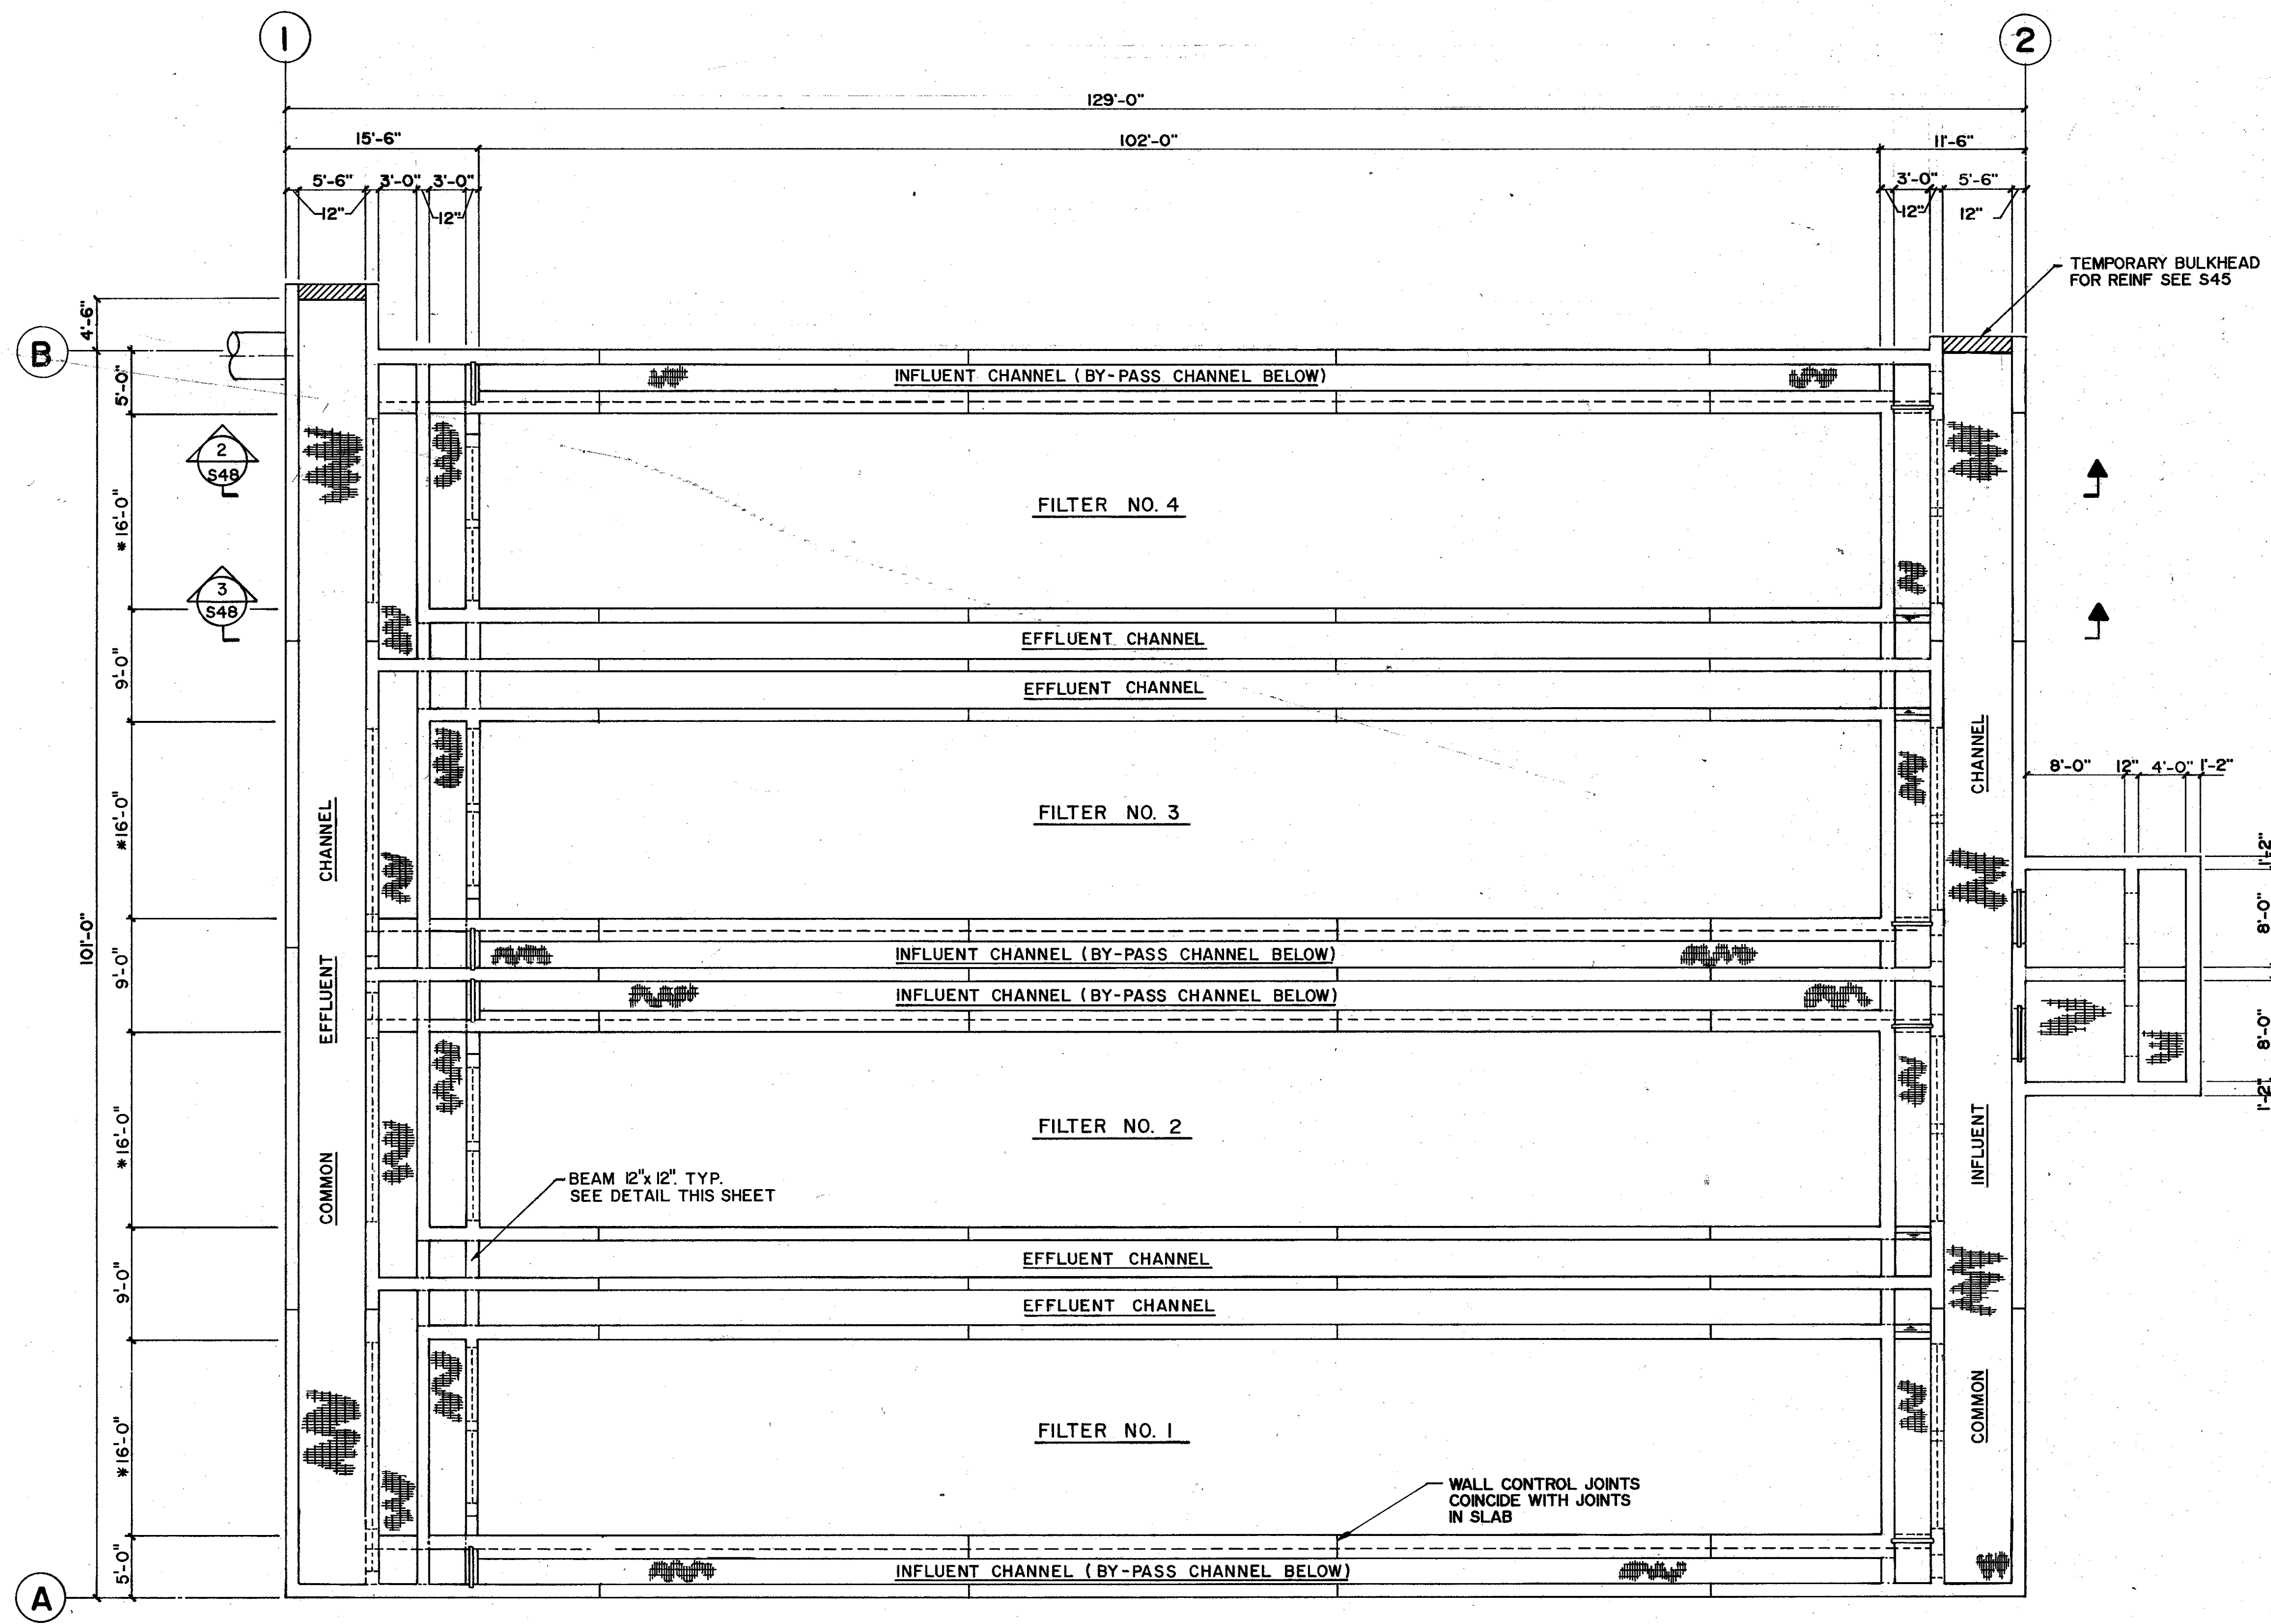 1
2
129'-0"
15'-6"
102'-0"
11'-6"
5'-6"
3'-0"
3'-0"
3'-0"
5'-6"
12"
12"
12"
12"
TEMPORARY BULKHEAD
FOR REINF SEE S45
4'-6"
B
5'-0"
INFLUENT CHANNEL (BY-PASS CHANNEL BELOW)
2
S48
*16'-0"
FILTER NO. 4
3
S48
EFFLUENT CHANNEL
9'-0"
EFFLUENT CHANNEL
CHANNEL
8'-0"
12"
4'-0"
1'-2"
*16'-0"
FILTER NO. 3
CHANNEL
1'-2"
101'-0"
8'-0"
9'-0"
EFFLUENT
INFLUENT CHANNEL (BY-PASS CHANNEL BELOW)
INFLUENT CHANNEL (BY-PASS CHANNEL BELOW)
8'-0"
1'-2"
*16'-0"
FILTER NO. 2
INFLUENT
COMMON
BEAM 12"x12". TYP.
SEE DETAIL THIS SHEET
9'-0"
EFFLUENT CHANNEL
EFFLUENT CHANNEL
COMMON
*16'-0"
FILTER NO. 1
WALL CONTROL JOINTS
COINCIDE WITH JOINTS
IN SLAB
5'-0"
INFLUENT CHANNEL (BY-PASS CHANNEL BELOW)
A